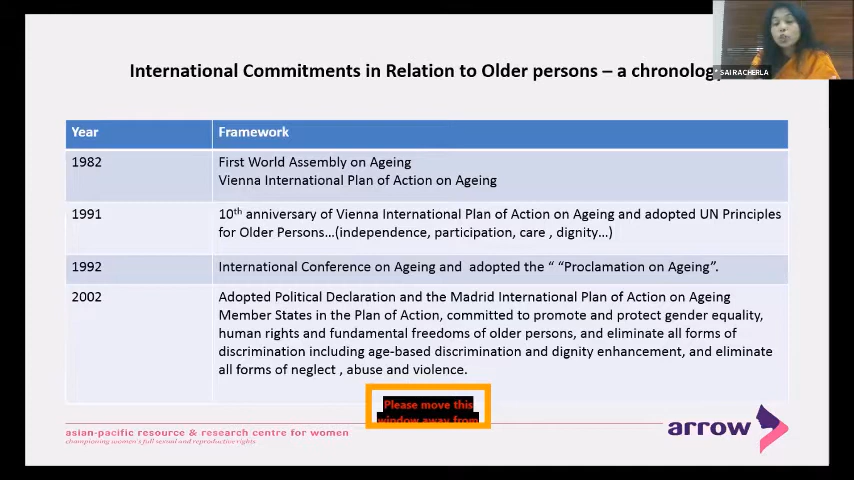 International Commitments in Relation to Older persons – a chronology
* SAI RACHERLA
Year Framework
1982 First World Assembly on Ageing
Vienna International Plan of Action on Ageing
1991 10th anniversary of Vienna International Plan of Action on Ageing and adopted UN Principles
for Older Persons…(independence, participation, care , dignity…)
1992 International Conference on Ageing and adopted the “ “Proclamation on Ageing”.
2002 Adopted Political Declaration and the Madrid International Plan of Action on Ageing
Member States in the Plan of Action, committed to promote and protect gender equality,
human rights and fundamental freedoms of older persons, and eliminate all forms of
discrimination including age-based discrimination and dignity enhancement, and eliminate
all forms of neglect , abuse and violence.
Please move this
window away from
asian-pacific resource & research centre for women
championing women's full sexual and reproductive rights
arrow